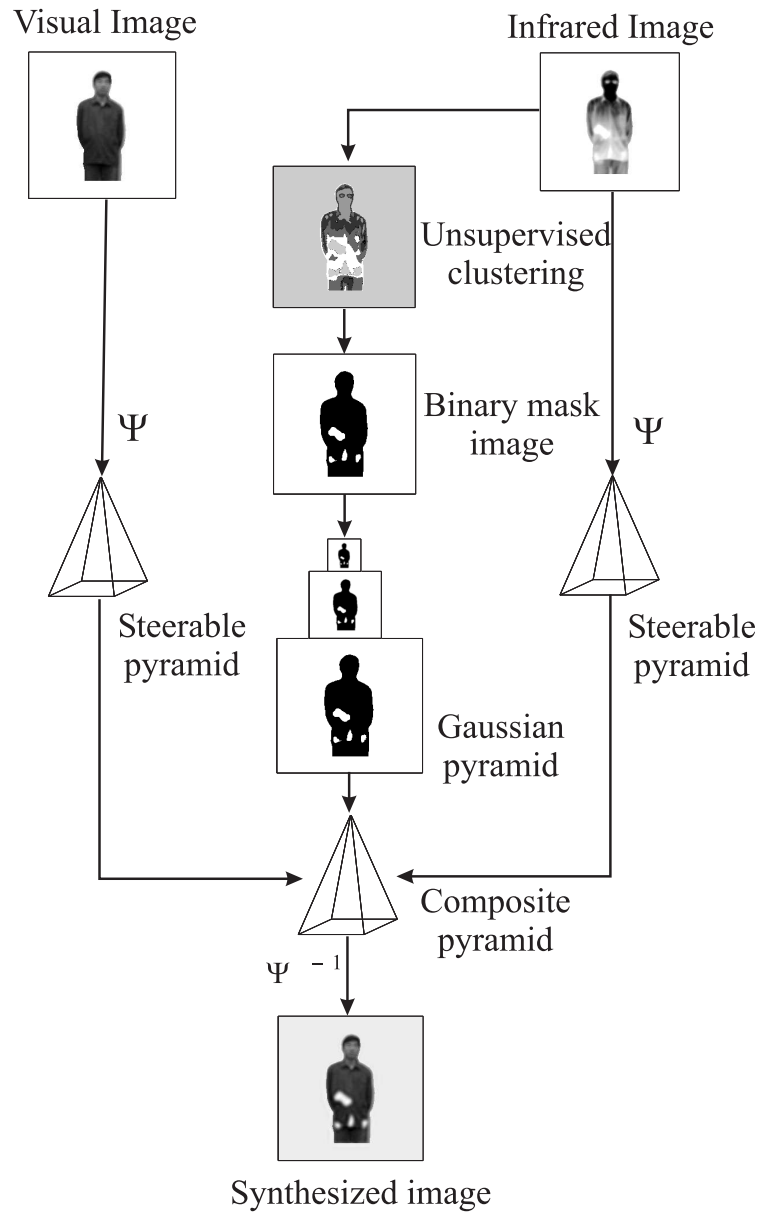 Visual Image
Infrared Image
Unsupervised
clustering
Binary mask
image
Ψ
Ψ
Steerable
pyramid
Steerable
pyramid
Gaussian
pyramid
Composite
pyramid
Ψ ⁻¹
Synthesized image